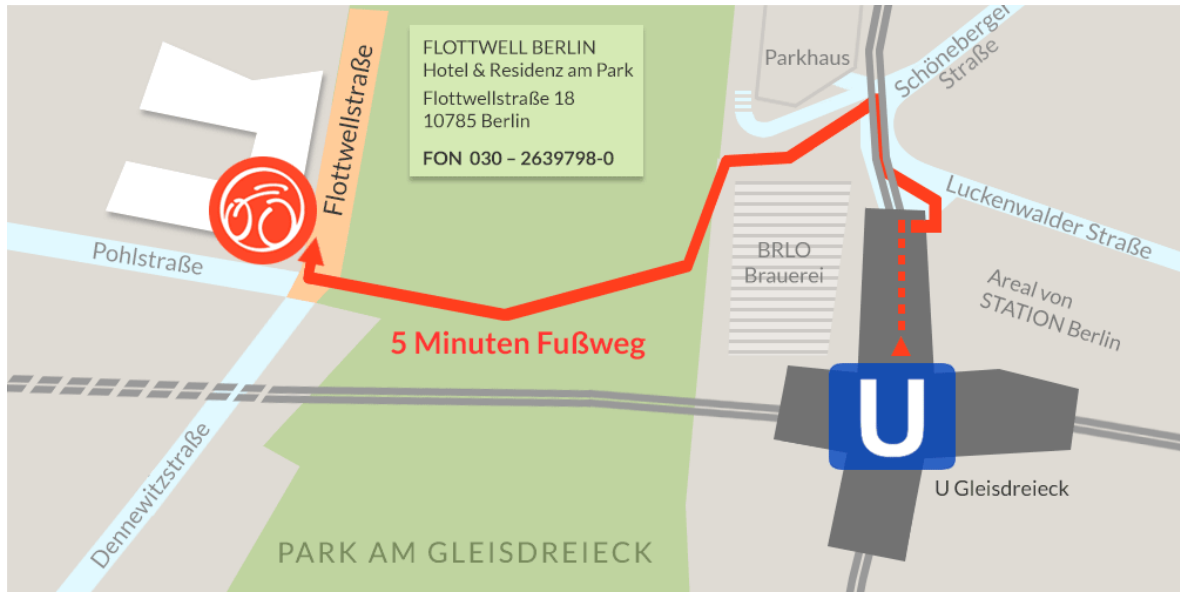 FLOTTWELL BERLIN
Hotel & Residenz am Park
Flottwellstraße 18
10785 Berlin
FON 030 – 2639798-0
Flottwellstraße
Parkhaus
Schöneberger
Straße
Luckenwalder Straße
Pohlstraße
BRLO
Brauerei
Areal von
STATION Berlin
5 Minuten Fußweg
Dennewitzstraße
U
U Gleisdreieck
PARK AM GLEISDREIECK